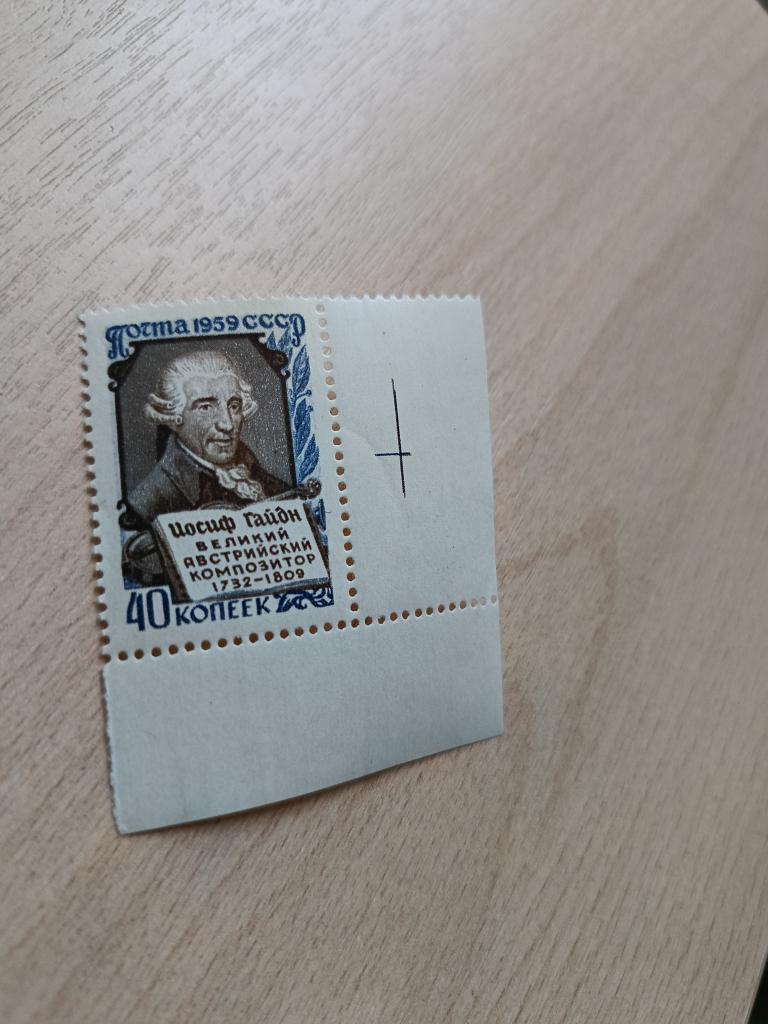 Почта 1959 СССР
Иосиф Гайдн
ВЕЛИКИЙ
АВСТРИЙСКИЙ
КОМПОЗИТОР
1732-1809
40 КОПЕЕК